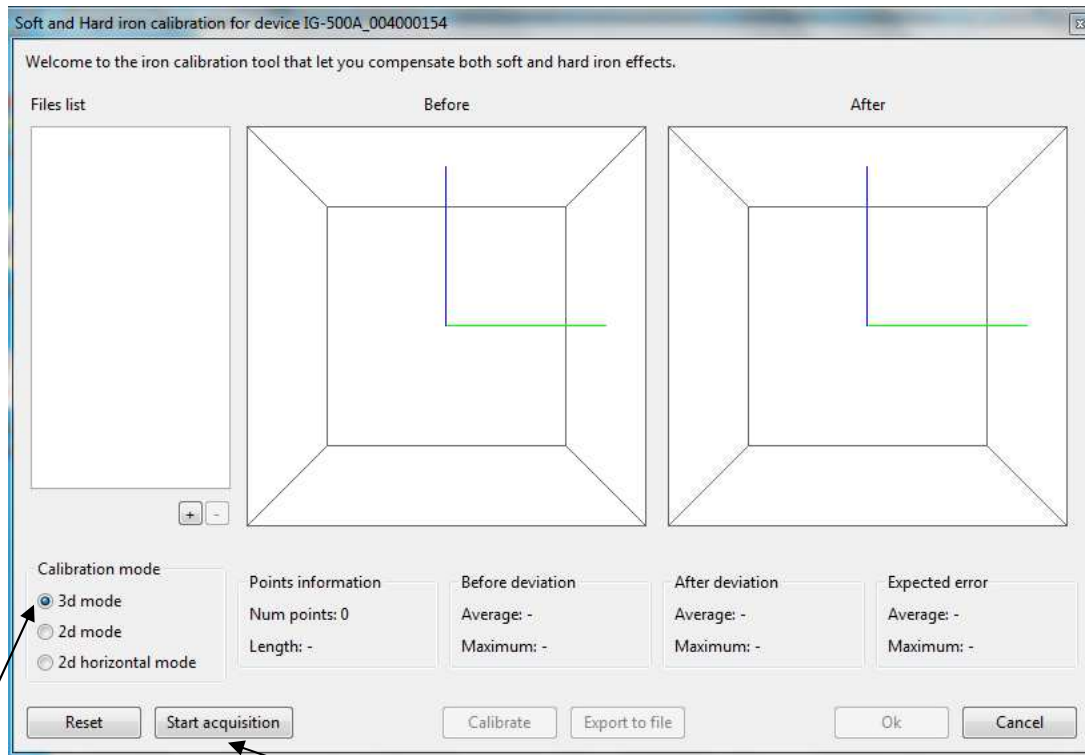 Soft and Hard iron calibration for device IG-500A_004000154
Welcome to the iron calibration tool that let you compensate both soft and hard iron effects.
Files list
Before
After
+
-
Calibration mode
3d mode
2d mode
2d horizontal mode
Points information
Num points: 0
Length: -
Before deviation
Average: -
Maximum: -
After deviation
Average: -
Maximum: -
Expected error
Average: -
Maximum: -
Reset
Start acquisition
Calibrate
Export to file
Ok
Cancel